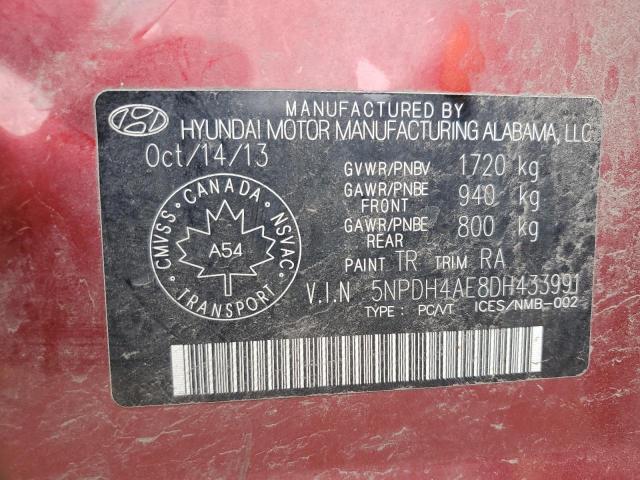 MANUFACTURED BY
HYUNDAI MOTOR MANUFACTURING ALABAMA, LLC
Oct/14/13
GVWR/PNBV 1720 kg
GAWR/PNBE FRONT 940 kg
GAWR/PNBE REAR 800 kg
PAINT TR TRIM RA
CANADA
CMVSS
NSVAC
A54
TRANSPORT
V.I.N 5NPDH4AE8DH433991
TYPE : PC/VT ICES/NMB-002